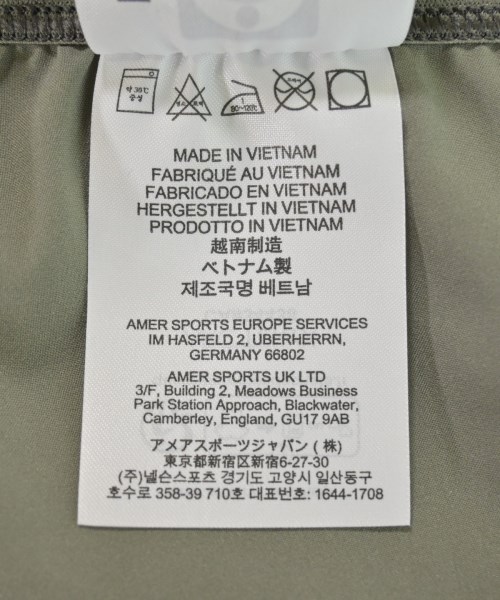 약 30℃
중성
1
80~120℃
MADE IN VIETNAM
FABRIQUÉ AU VIETNAM
FABRICADO EN VIETNAM
HERGESTELLT IN VIETNAM
PRODOTTO IN VIETNAM
越南制造
ベトナム製
제조국명 베트남
AMER SPORTS EUROPE SERVICES
IM HASFELD 2, UBERHERRN,
GERMANY 66802
AMER SPORTS UK LTD
3/F, Building 2, Meadows Business
Park Station Approach, Blackwater,
Camberley, England, GU17 9AB
アメアスポーツジャパン (株)
東京都新宿区新宿6-27-30
(주)넬슨스포츠 경기도 고양시 일산동구
호수로 358-39 710호 대표번호: 1644-1708